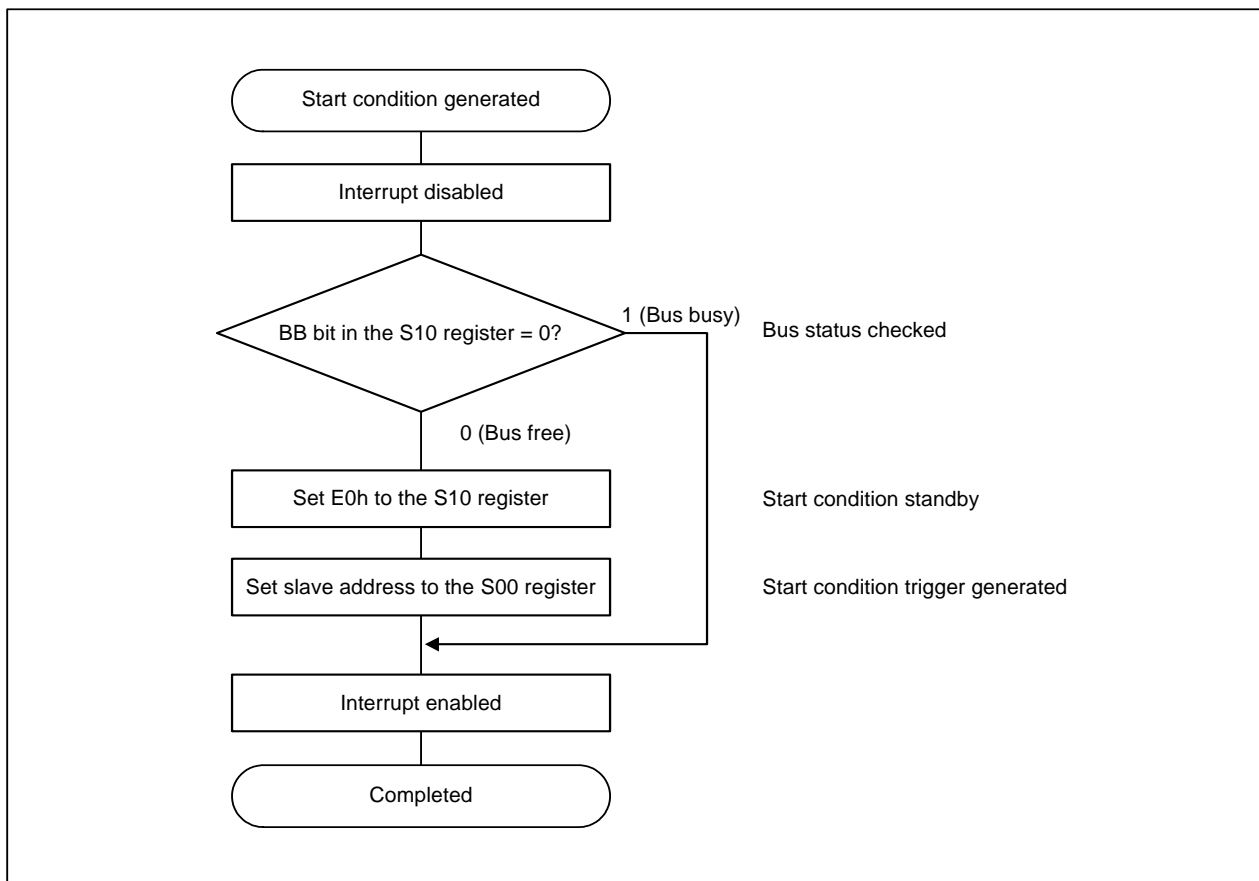 Start condition generated
Interrupt disabled
BB bit in the S10 register = 0?
1 (Bus busy)
Bus status checked
0 (Bus free)
Set E0h to the S10 register
Start condition standby
Set slave address to the S00 register
Start condition trigger generated
Interrupt enabled
Completed